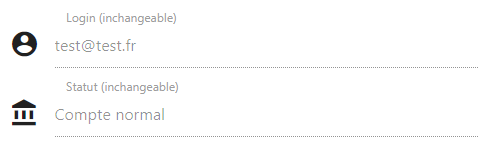 Login (inchangeable)
test@test.fr
Statut (inchangeable)
Compte normal